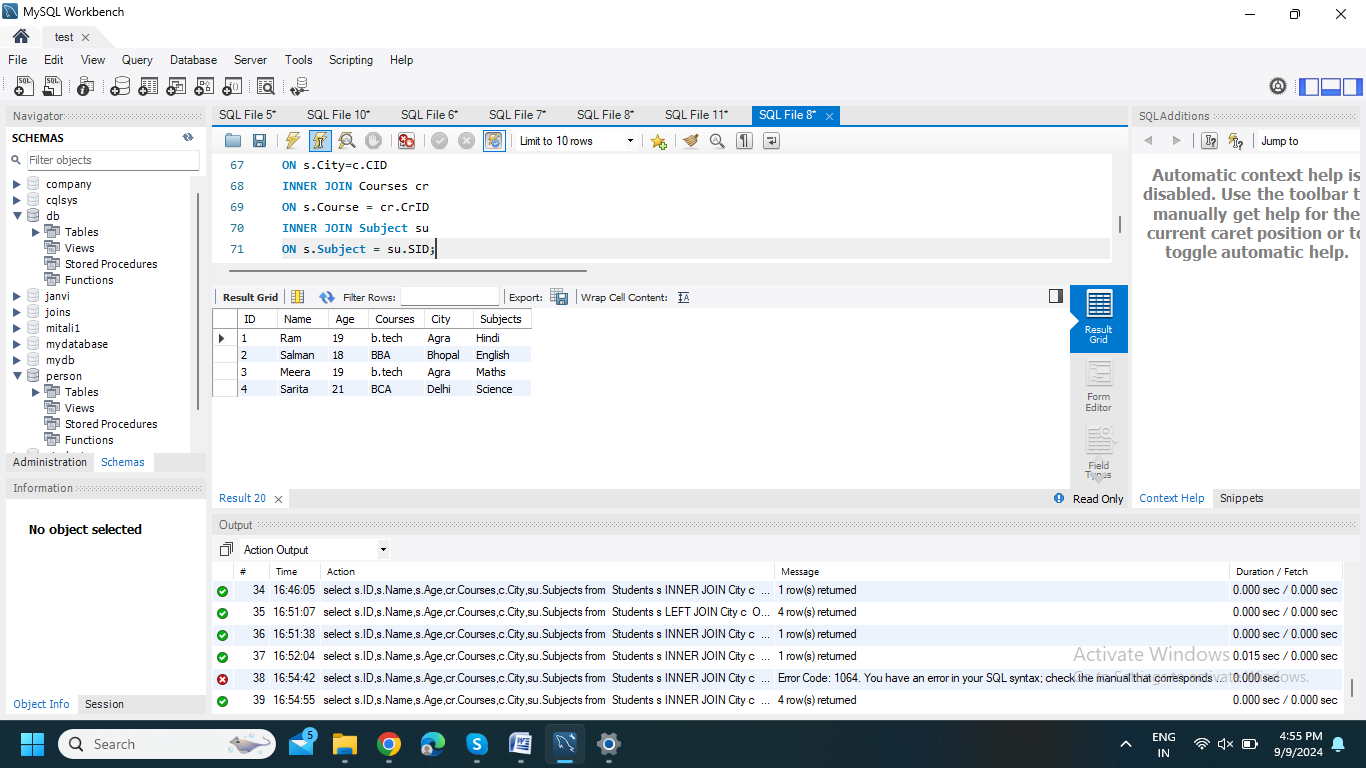 MySQL Workbench
test
File Edit View Query Database Server Tools Scripting Help
Navigator
SCHEMAS
Filter objects
company
cqlsys
db
Tables
Views
Stored Procedures
Functions
janvi
joins
mitali1
mydatabase
mydb
person
Tables
Views
Stored Procedures
Functions
Administration Schemas
Information
No object selected
Object Info Session
SQL File 5* SQL File 10* SQL File 6* SQL File 7* SQL File 8* SQL File 11* SQL File 8*
Limit to 10 rows
67 ON s.City=c.CID
68 INNER JOIN Courses cr
69 ON s.Course = cr.CrID
70 INNER JOIN Subject su
71 ON s.Subject = su.SID;
Result Grid Filter Rows: Export: Wrap Cell Content:
ID Name Age Courses City Subjects
1 Ram 19 b.tech Agra Hindi
2 Salman 18 BBA Bhopal English
3 Meera 19 b.tech Agra Maths
4 Sarita 21 BCA Delhi Science
Result
Grid
Form
Editor
Field
Types
Result 20 Read Only
SQLAdditions
Jump to
Automatic context help is
disabled. Use the toolbar t
manually get help for the
current caret position or to
toggle automatic help.
Context Help Snippets
Output
Action Output
# Time Action Message Duration / Fetch
34 16:46:05 select s.ID,s.Name,s.Age,cr.Courses,c.City,su.Subjects from Students s INNER JOIN City c ... 1 row(s) returned 0.000 sec / 0.000 sec
35 16:51:07 select s.ID,s.Name,s.Age,cr.Courses,c.City,su.Subjects from Students s LEFT JOIN City c O... 4 row(s) returned 0.000 sec / 0.000 sec
36 16:51:38 select s.ID,s.Name,s.Age,cr.Courses,c.City,su.Subjects from Students s INNER JOIN City c ... 1 row(s) returned 0.000 sec / 0.000 sec
37 16:52:04 select s.ID,s.Name,s.Age,cr.Courses,c.City,su.Subjects from Students s INNER JOIN City c ... 1 row(s) returned 0.015 sec / 0.000 sec
38 16:54:42 select s.ID,s.Name,s.Age,cr.Courses,c.City,su.Subjects from Students s INNER JOIN City c ... Error Code: 1064. You have an error in your SQL syntax; check the manual that corresponds ... 0.000 sec
39 16:54:55 select s.ID,s.Name,s.Age,cr.Courses,c.City,su.Subjects from Students s INNER JOIN City c ... 4 row(s) returned 0.000 sec / 0.000 sec
Activate Windows
Go to Settings to activate Windows.
Search
5
ENG
IN
4:55 PM
9/9/2024